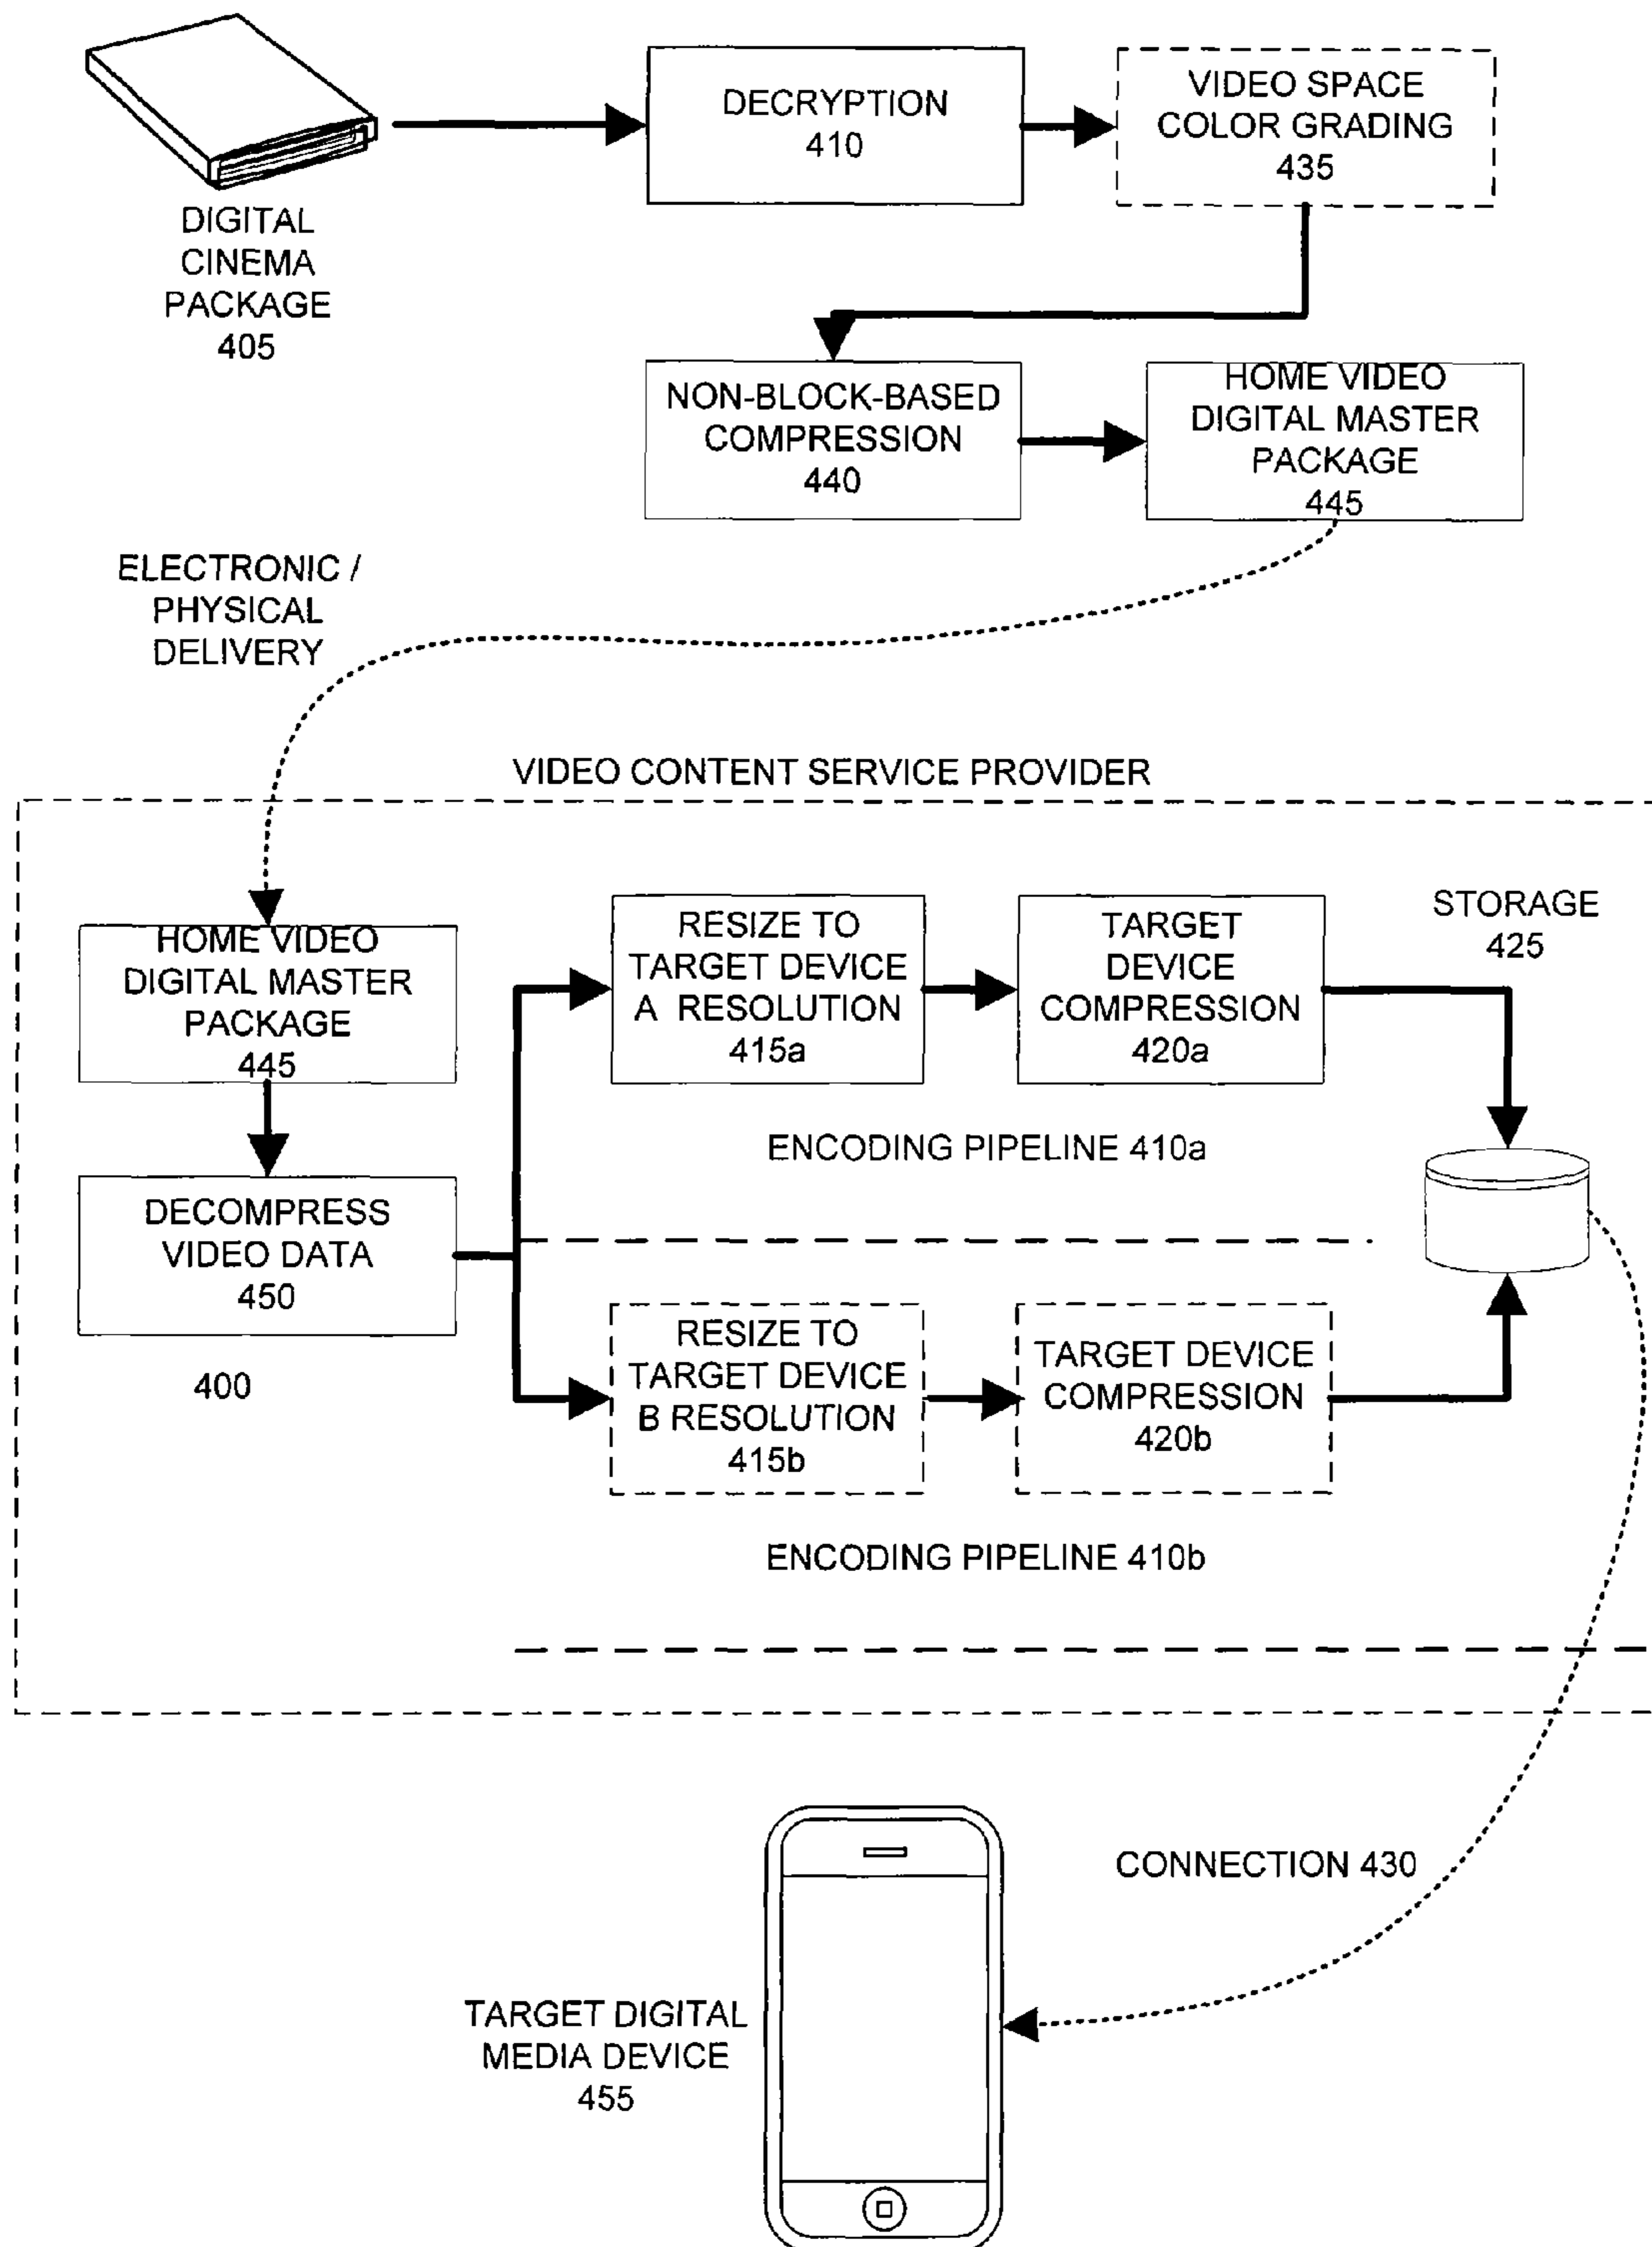 DIGITAL
CINEMA
PACKAGE
405
DECRYPTION
410
VIDEO SPACE
COLOR GRADING
435
NON-BLOCK-BASED
COMPRESSION
440
HOME VIDEO
DIGITAL MASTER
PACKAGE
445
ELECTRONIC /
PHYSICAL
DELIVERY
VIDEO CONTENT SERVICE PROVIDER
HOME VIDEO
DIGITAL MASTER
PACKAGE
445
RESIZE TO
TARGET DEVICE
A RESOLUTION
415a
TARGET
DEVICE
COMPRESSION
420a
STORAGE
425
ENCODING PIPELINE 410a
DECOMPRESS
VIDEO DATA
450
400
RESIZE TO
TARGET DEVICE
B RESOLUTION
415b
TARGET DEVICE
COMPRESSION
420b
ENCODING PIPELINE 410b
CONNECTION 430
TARGET DIGITAL
MEDIA DEVICE
455